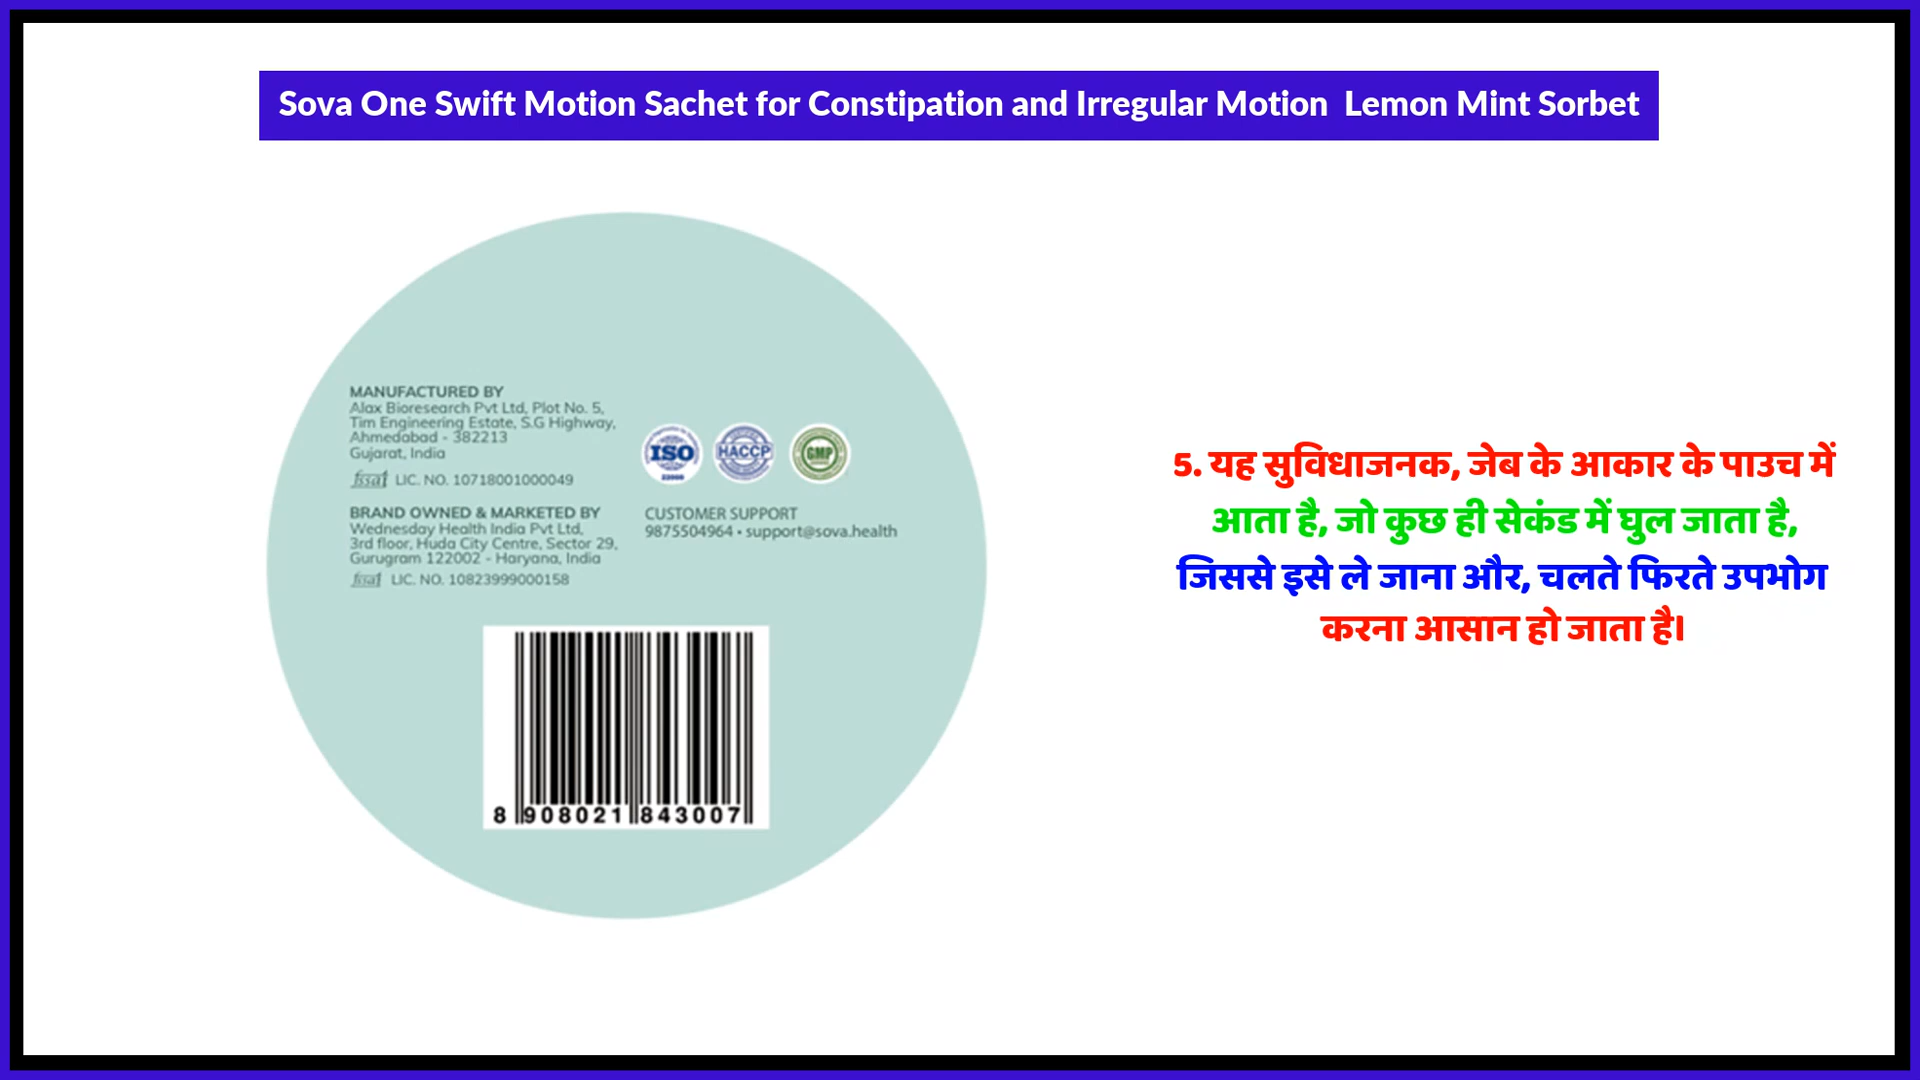 Sova One Swift Motion Sachet for Constipation and Irregular Motion  Lemon Mint Sorbet
MANUFACTURED BY
Alax Bioresearch Pvt Ltd, Plot No. 5,
Tim Engineering Estate, S.G Highway,
Ahmedabad - 382213
Gujarat, India
fssai LIC. NO. 10718001000049
BRAND OWNED & MARKETED BY
Wednesday Health India Pvt Ltd,
3rd floor, Huda City Centre, Sector 29,
Gurugram 122002 - Haryana, India
fssai LIC. NO. 10823999000158
ISO
22000
HACCP
GMP
CUSTOMER SUPPORT
9875504964 • support@sova.health
8 908021 843007
5. यह सुविधाजनक, जेब के आकार के पाउच में
आता है, जो कुछ ही सेकंड में घुल जाता है,
जिससे इसे ले जाना और, चलते फिरते उपभोग
करना आसान हो जाता है।